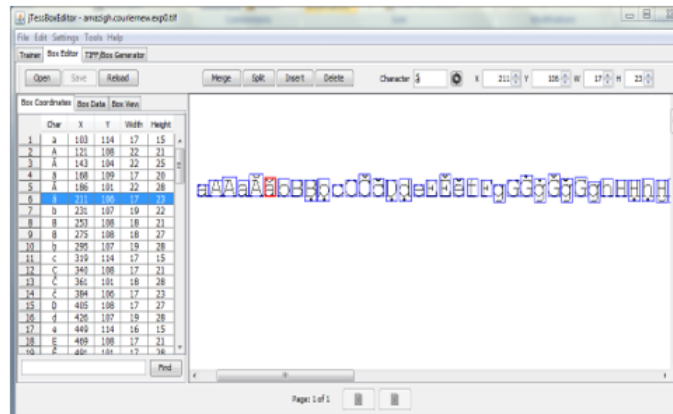 jTessBoxEditor - amazigh.couriernew.exp0.tif
File Edit Settings Tools Help
Trainer Box Editor TIFF/Box Generator
Open Save Reload Merge Split Insert Delete Character X 211 Y 106 W 17 H 23
Box Coordinates Box Data Box View
Char X Y Width Height
1 a 103 114 17 15
2 A 121 108 22 21
3 Ă 143 104 22 25
4 168 109 17 20
5 Ă 186 101 22 28
6 211 106 17 23
7 b 231 107 19 22
8 B 253 108 18 21
9 B 275 108 18 27
10 b 295 107 19 28
11 c 319 114 17 15
12 C 340 108 17 21
13 Č 361 101 18 28
14 č 384 106 17 23
15 D 405 108 17 27
16 d 426 107 19 28
17 e 449 114 16 15
18 E 469 108 17 21
19 491 101 17 28
Find
Page: 1 of 1